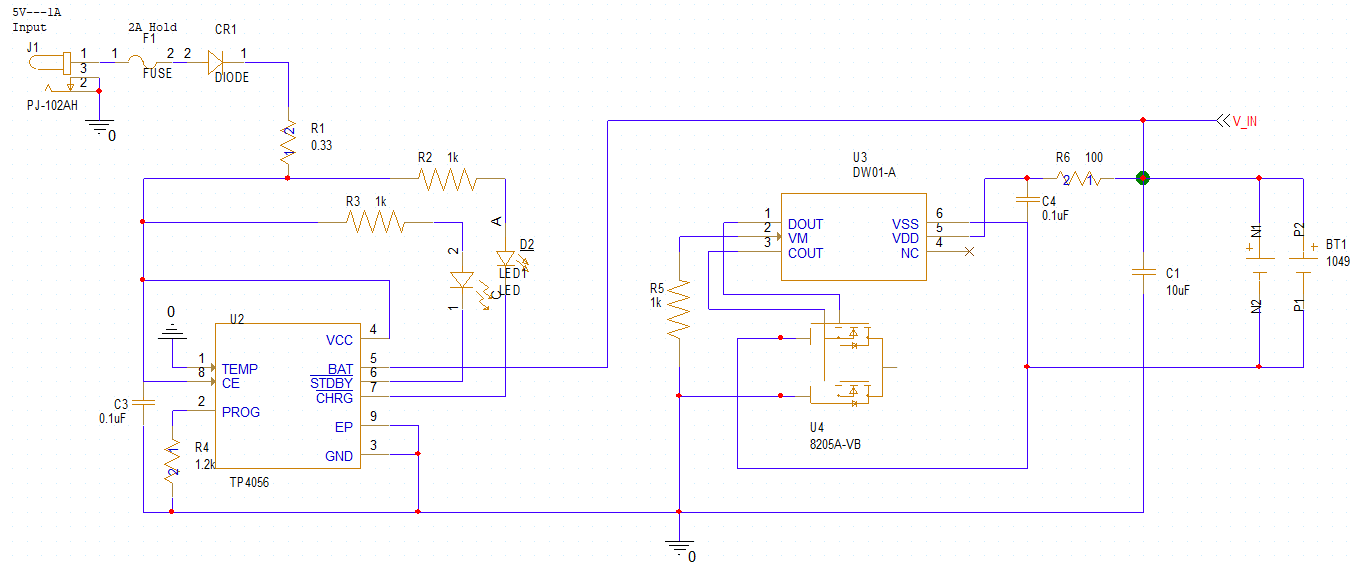 5V---1A
Input
J1
1
3
2
PJ-102AH
0
2A Hold
F1
1
2
FUSE
CR1
2
1
DIODE
2
1
R1
0.33
R2
1k
R3
1k
A
D2
LED1
C
LED
2
1
0
U2
VCC
4
1
TEMP
8
CE
2
PROG
BAT
5
STDBY
6
CHRG
7
EP
9
GND
3
TP4056
C3
0.1uF
1
2
R4
1.2k
U3
DW01-A
1
DOUT
2
VM
3
COUT
VSS
6
VDD
5
NC
4
R5
1k
U4
8205A-VB
0
R6
100
2
1
C4
0.1uF
V_IN
C1
10uF
N1
+
N2
P2
+
P1
BT1
1049